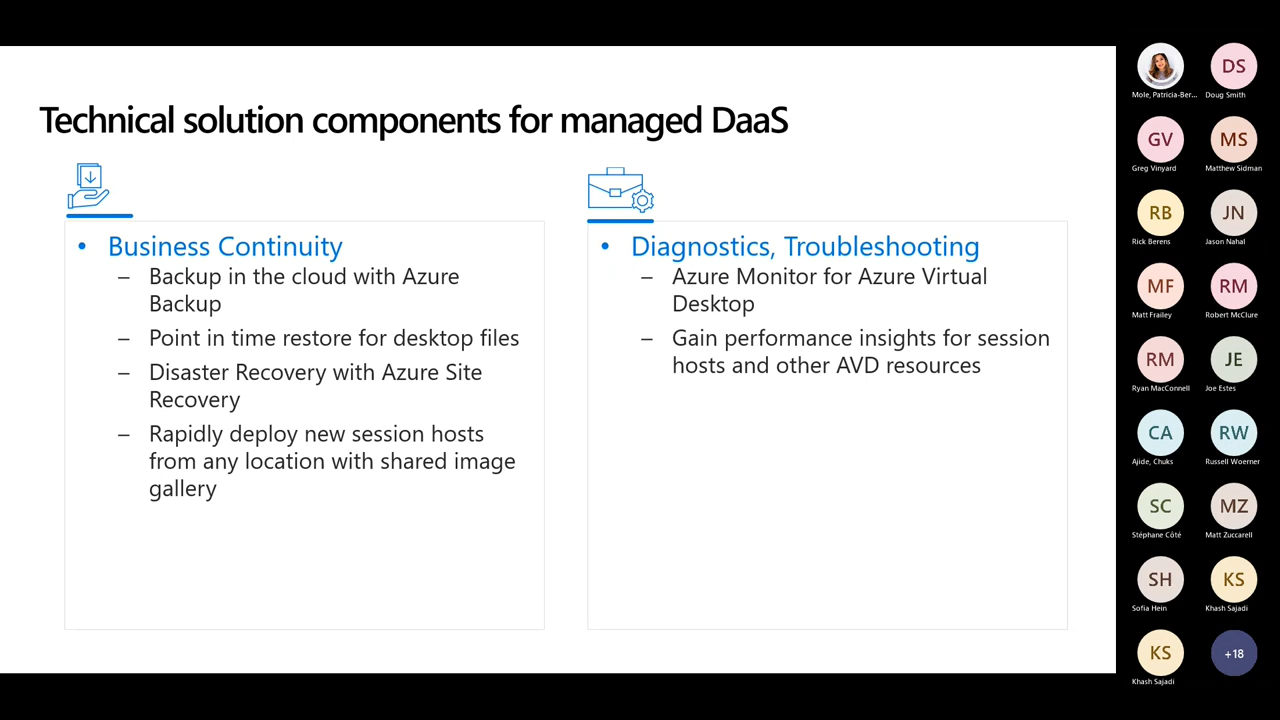 Technical solution components for managed DaaS
• Business Continuity
– Backup in the cloud with Azure
Backup
– Point in time restore for desktop files
– Disaster Recovery with Azure Site
Recovery
– Rapidly deploy new session hosts
from any location with shared image
gallery
• Diagnostics, Troubleshooting
– Azure Monitor for Azure Virtual
Desktop
– Gain performance insights for session
hosts and other AVD resources
Mole, Patricia-Ber...
DS
Doug Smith
GV
Greg Vinyard
MS
Matthew Sidman
RB
Rick Berens
JN
Jason Nahal
MF
Matt Frailey
RM
Robert McClure
RM
Ryan MacConnell
JE
Joe Estes
CA
Ajide, Chuks
RW
Russell Woerner
SC
Stéphane Côté
MZ
Matt Zuccarell
SH
Sofia Hein
KS
Khash Sajadi
KS
Khash Sajadi
+18